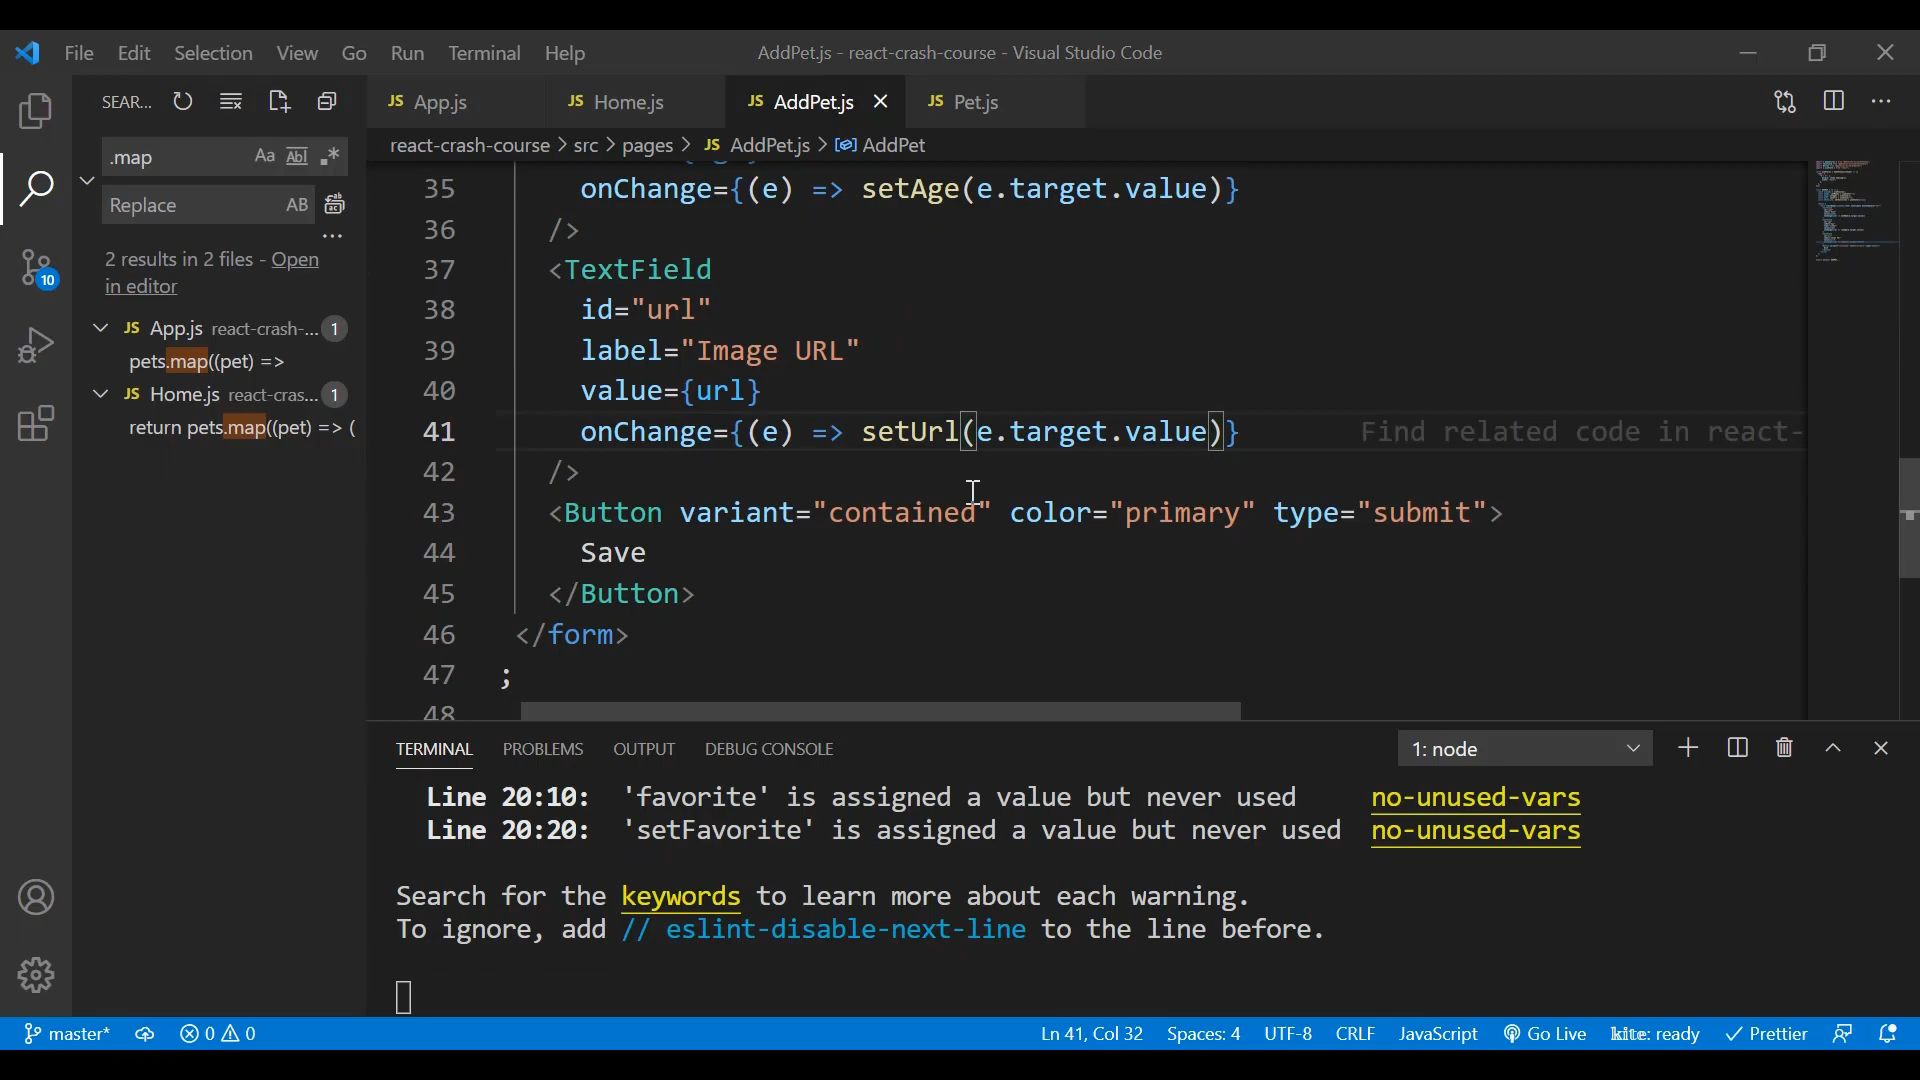 File Edit Selection View Go Run Terminal Help
AddPet.js - react-crash-course - Visual Studio Code
SEAR...
.map
Aa Abl .*
Replace
AB
2 results in 2 files - Open
in editor
JS App.js react-crash-... 1
pets.map((pet) =>
JS Home.js react-cras... 1
return pets.map((pet) => (
10
JS App.js
JS Home.js
JS AddPet.js
JS Pet.js
react-crash-course > src > pages > JS AddPet.js > AddPet
35 onChange={(e) => setAge(e.target.value)}
36 />
37 <TextField
38 id="url"
39 label="Image URL"
40 value={url}
41 onChange={(e) => setUrl(e.target.value)} Find related code in react-
42 />
43 <Button variant="contained" color="primary" type="submit">
44 Save
45 </Button>
46 </form>
47 ;
48
TERMINAL PROBLEMS OUTPUT DEBUG CONSOLE
1: node
Line 20:10: 'favorite' is assigned a value but never used no-unused-vars
Line 20:20: 'setFavorite' is assigned a value but never used no-unused-vars
Search for the keywords to learn more about each warning.
To ignore, add // eslint-disable-next-line to the line before.
master* 0 0
Ln 41, Col 32 Spaces: 4 UTF-8 CRLF JavaScript Go Live kite: ready Prettier